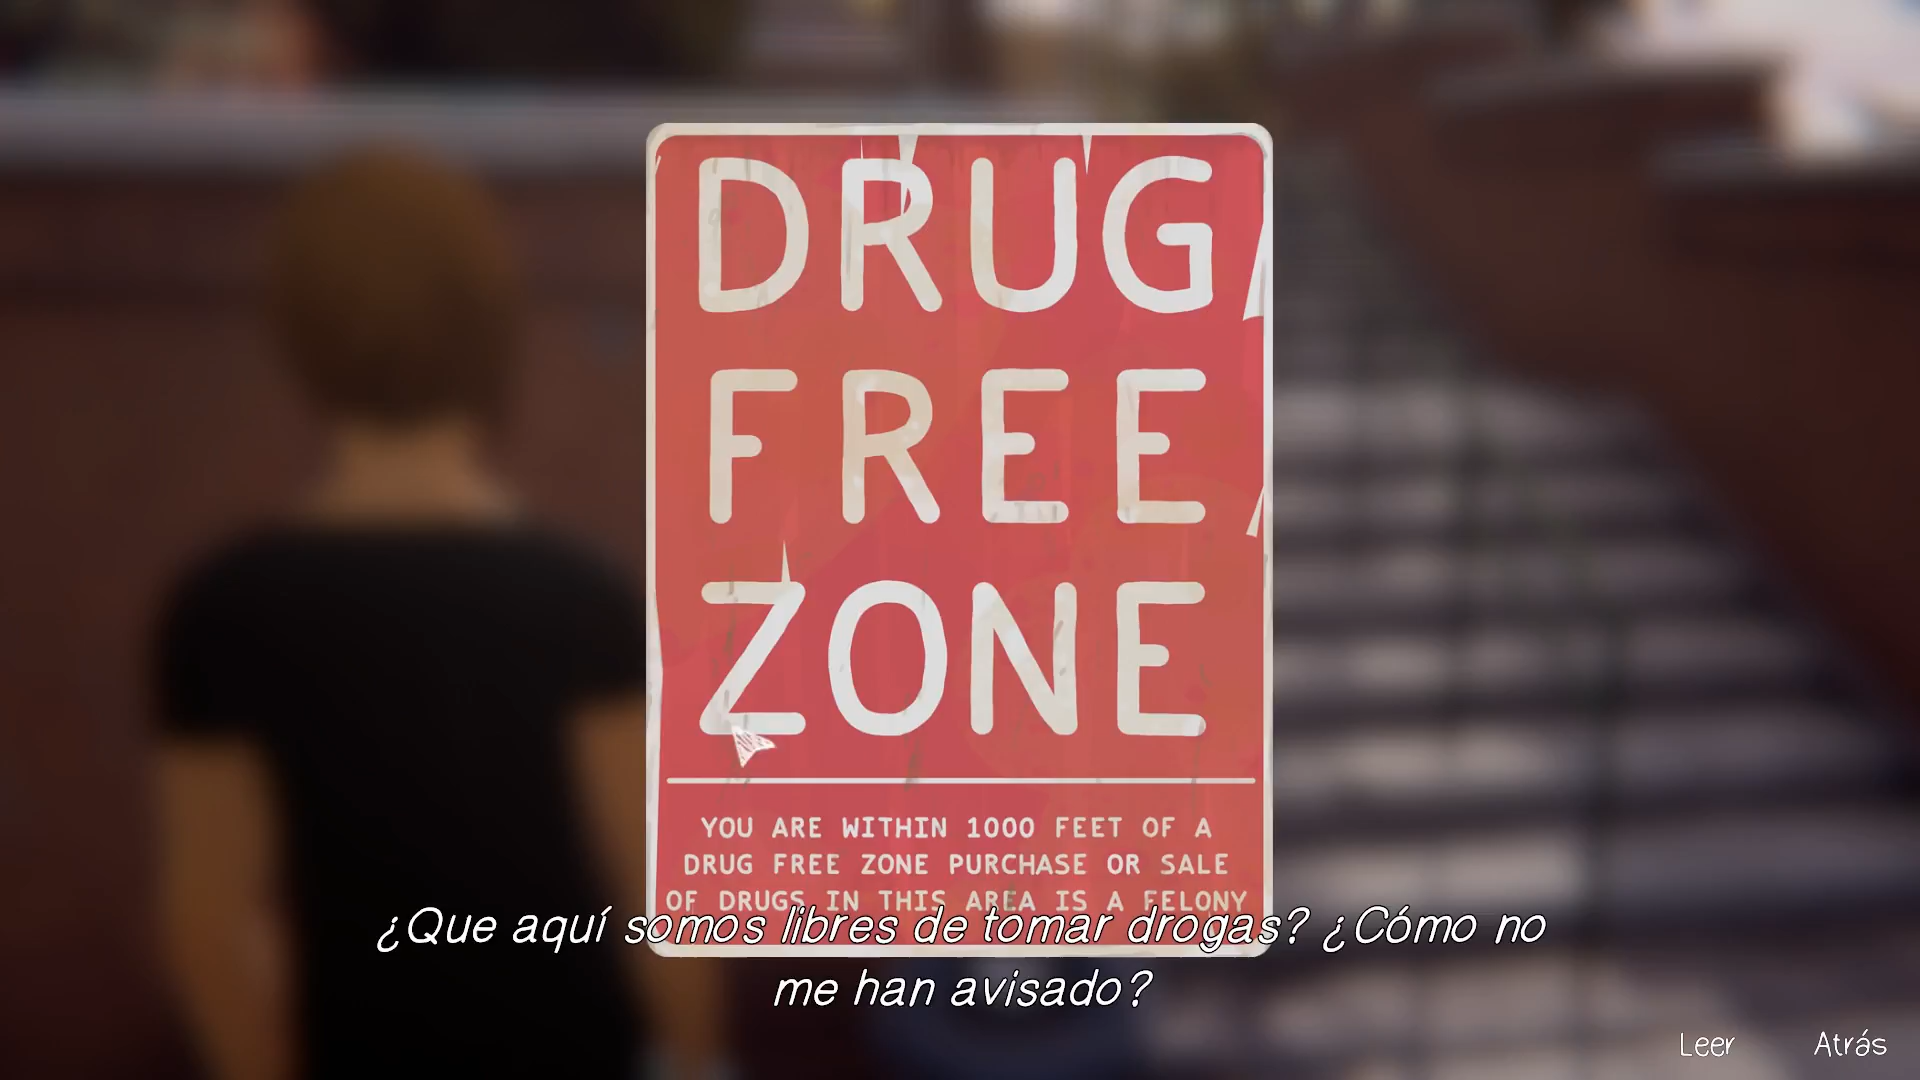 DRUG
FREE
ZONE
YOU ARE WITHIN 1000 FEET OF A
DRUG FREE ZONE PURCHASE OR SALE
OF DRUGS IN THIS AREA IS A FELONY
¿Que aquí somos libres de tomar drogas? ¿Cómo no
me han avisado?
Leer Atrás